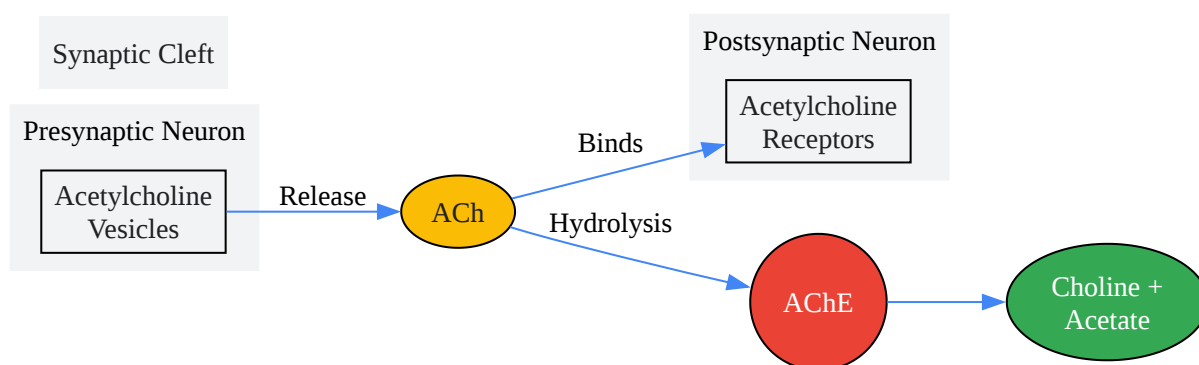 Synaptic Cleft
Presynaptic Neuron
Acetylcholine
Vesicles
Release
ACh
Binds
Hydrolysis
Postsynaptic Neuron
Acetylcholine
Receptors
AChE
Choline +
Acetate